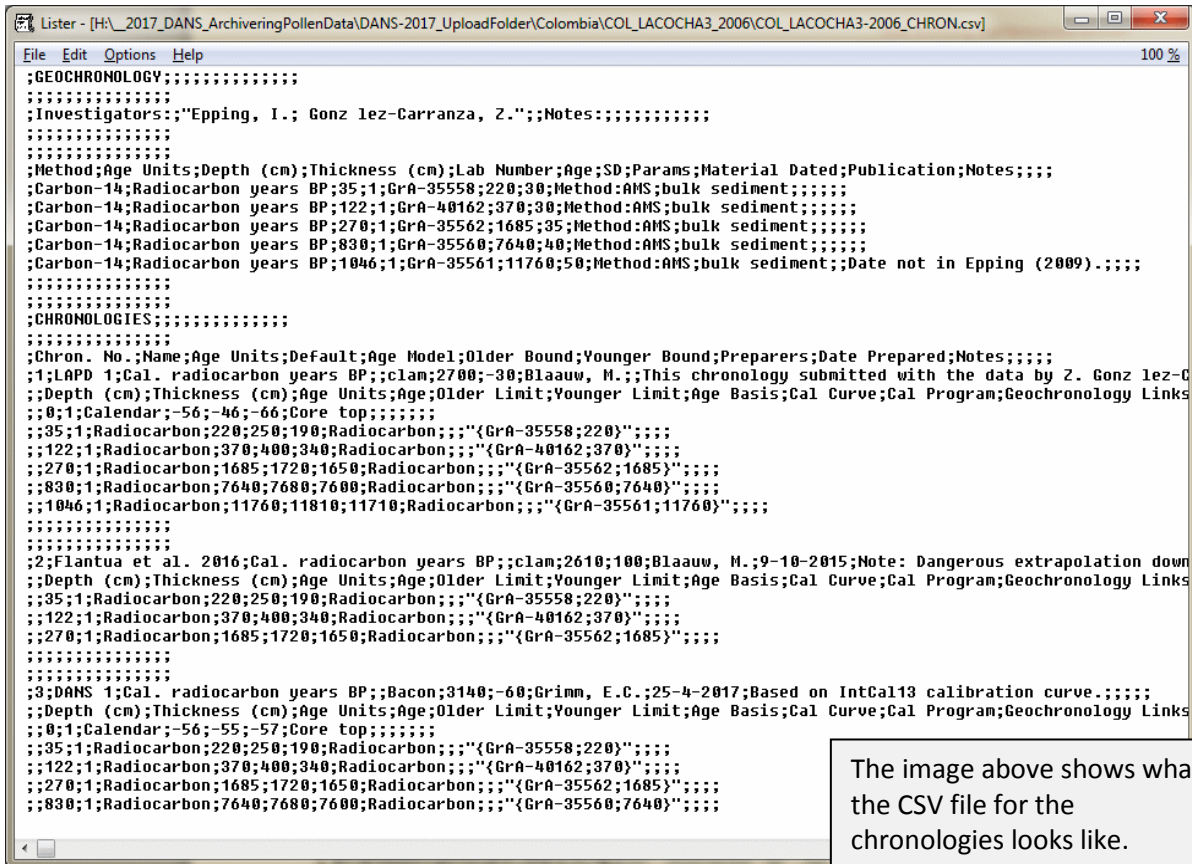 Lister - [H:\__2017_DANS_ArchiveringPollenData\DANS-2017_UploadFolder\Colombia\COL_LACOCHA3_2006\COL_LACOCHA3-2006_CHRON.csv]
File Edit Options Help 100 %
;GEOCHRONOLOGY;;;;;;;;;;;;;;
;;;;;;;;;;;;;;;
;Investigators:;"Epping, I.; Gonz lez-Carranza, Z.";;Notes:;;;;;;;;;;;
;;;;;;;;;;;;;;;
;;;;;;;;;;;;;;;
;Method;Age Units;Depth (cm);Thickness (cm);Lab Number;Age;SD;Params;Material Dated;Publication;Notes;;;;
;Carbon-14;Radiocarbon years BP;35;1;GrA-35558;220;30;Method:AMS;bulk sediment;;;;;;
;Carbon-14;Radiocarbon years BP;122;1;GrA-40162;370;30;Method:AMS;bulk sediment;;;;;;
;Carbon-14;Radiocarbon years BP;270;1;GrA-35562;1685;35;Method:AMS;bulk sediment;;;;;;
;Carbon-14;Radiocarbon years BP;830;1;GrA-35560;7640;40;Method:AMS;bulk sediment;;;;;;
;Carbon-14;Radiocarbon years BP;1046;1;GrA-35561;11760;50;Method:AMS;bulk sediment;;Date not in Epping (2009).;;;;
;;;;;;;;;;;;;;;
;;;;;;;;;;;;;;;
;CHRONOLOGIES;;;;;;;;;;;;;;
;;;;;;;;;;;;;;;
;Chron. No.;Name;Age Units;Default;Age Model;Older Bound;Younger Bound;Preparers;Date Prepared;Notes;;;;;
;1;LAPD 1;Cal. radiocarbon years BP;;clam;2700;-30;Blaauw, M.;;This chronology submitted with the data by Z. Gonz lez-C
;;Depth (cm);Thickness (cm);Age Units;Age;Older Limit;Younger Limit;Age Basis;Cal Curve;Cal Program;Geochronology Links
;;0;1;Calendar;-56;-46;-66;Core top;;;;;;;
;;35;1;Radiocarbon;220;250;190;Radiocarbon;;;"{GrA-35558;220}";;;;
;;122;1;Radiocarbon;370;400;340;Radiocarbon;;;"{GrA-40162;370}";;;;
;;270;1;Radiocarbon;1685;1720;1650;Radiocarbon;;;"{GrA-35562;1685}";;;;
;;830;1;Radiocarbon;7640;7680;7600;Radiocarbon;;;"{GrA-35560;7640}";;;;
;;1046;1;Radiocarbon;11760;11810;11710;Radiocarbon;;;"{GrA-35561;11760}";;;;
;;;;;;;;;;;;;;;
;;;;;;;;;;;;;;;
;2;Flantua et al. 2016;Cal. radiocarbon years BP;;clam;2610;100;Blaauw, M.;9-10-2015;Note: Dangerous extrapolation down
;;Depth (cm);Thickness (cm);Age Units;Age;Older Limit;Younger Limit;Age Basis;Cal Curve;Cal Program;Geochronology Links
;;35;1;Radiocarbon;220;250;190;Radiocarbon;;;"{GrA-35558;220}";;;;
;;122;1;Radiocarbon;370;400;340;Radiocarbon;;;"{GrA-40162;370}";;;;
;;270;1;Radiocarbon;1685;1720;1650;Radiocarbon;;;"{GrA-35562;1685}";;;;
;;;;;;;;;;;;;;;
;;;;;;;;;;;;;;;
;3;DANS 1;Cal. radiocarbon years BP;;Bacon;3140;-60;Grimm, E.C.;25-4-2017;Based on IntCal13 calibration curve.;;;;;
;;Depth (cm);Thickness (cm);Age Units;Age;Older Limit;Younger Limit;Age Basis;Cal Curve;Cal Program;Geochronology Links
;;0;1;Calendar;-56;-55;-57;Core top;;;;;;;
;;35;1;Radiocarbon;220;250;190;Radiocarbon;;;"{GrA-35558;220}";;;;
;;122;1;Radiocarbon;370;400;340;Radiocarbon;;;"{GrA-40162;370}";;;;
;;270;1;Radiocarbon;1685;1720;1650;Radiocarbon;;;"{GrA-35562;1685}";;;;
;;830;1;Radiocarbon;7640;7680;7600;Radiocarbon;;;"{GrA-35560;7640}";;;;
The image above shows wha
the CSV file for the
chronologies looks like.